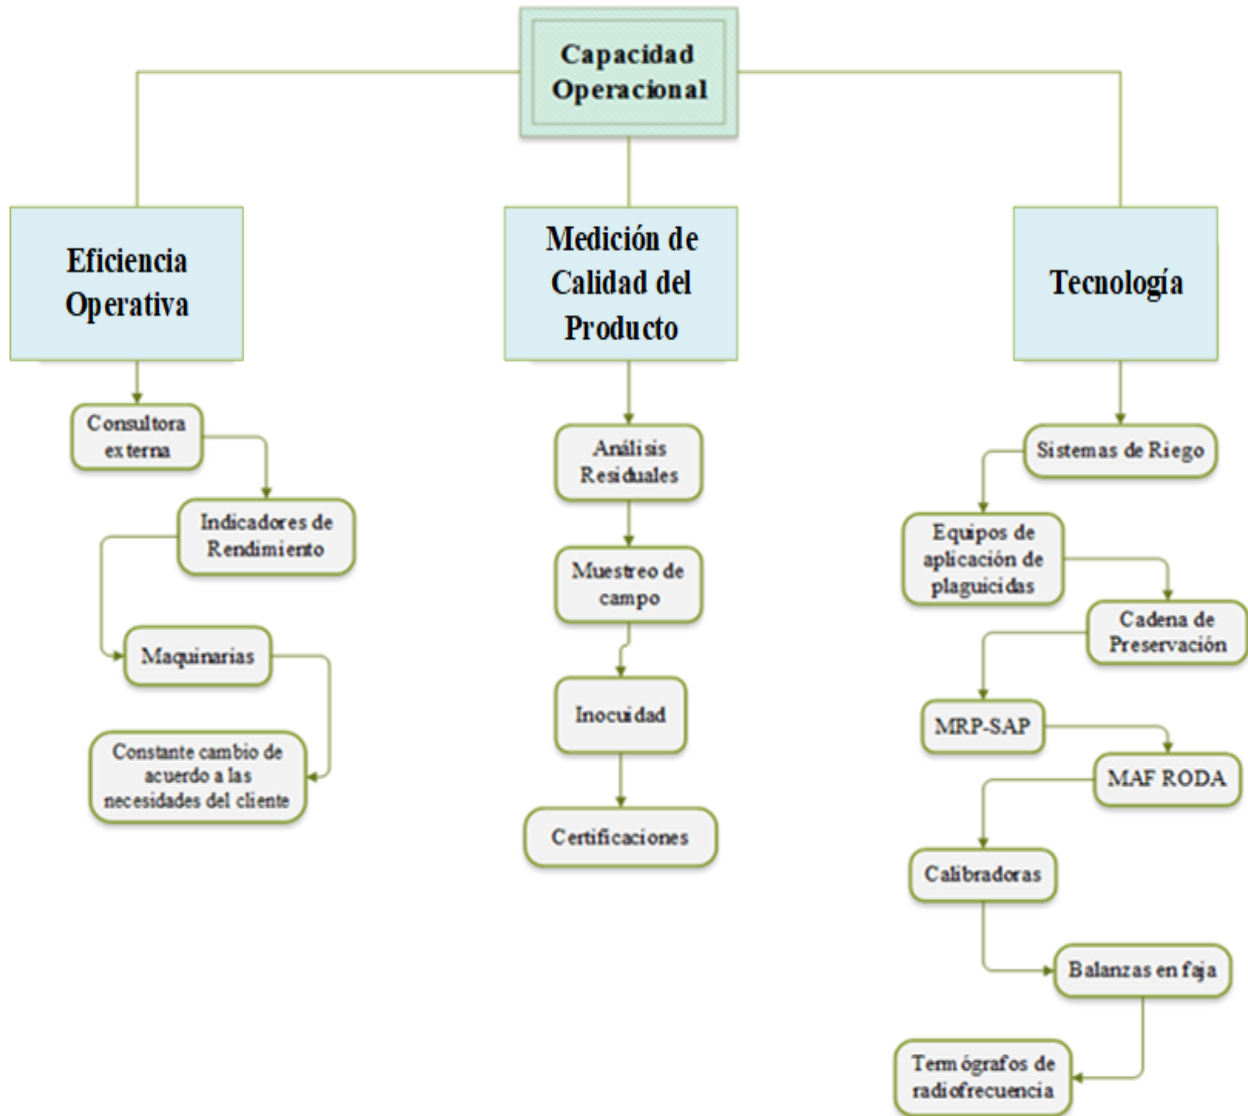 Capacidad
Operacional
Eficiencia
Operativa
Medición de
Calidad del
Producto
Tecnología
Consultora
externa
Indicadores de
Rendimiento
Maquinarias
Constante cambio de
acuerdo a las
necesidades del cliente
Análisis
Residuales
Muestreo de
campo
Inocuidad
Certificaciones
Sistemas de Riego
Equipos de
aplicación de
plaguicidas
Cadena de
Preservación
MRP-SAP
MAF RODA
Calibradoras
Balanzas en faja
Termógrafos de
radiofrecuencia